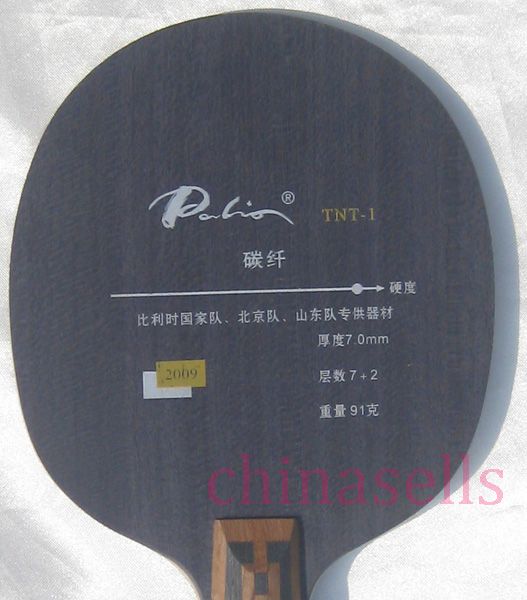 Palio® TNT-1
碳纤
硬度
比利时国家队、北京队、山东队专供器材
厚度7.0mm
层数7+2
2009
重量91克
chinasells